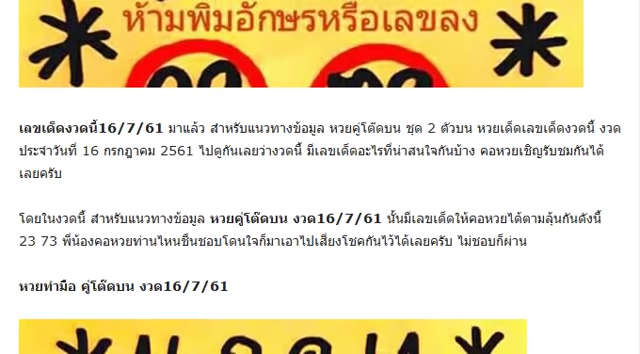 ห้ามพิมอักษรหรือเลขลง
เลขเด็ดงวดนี้16/7/61 มาแล้ว สำหรับแนวทางข้อมูล หวยคู่โต๊ดบน ชุด 2 ตัวบน หวยเด็ดเลขเด็ดงวดนี้ งวด
ประจำวันที่ 16 กรกฎาคม 2561 ไปดูกันเลยว่างวดนี้ มีเลขเด็ดอะไรที่น่าสนใจกันบ้าง คอหวยเชิญรับชมกันได้
เลยครับ
โดยในงวดนี้ สำหรับแนวทางข้อมูล หวยคู่โต๊ดบน งวด16/7/61 นั้นมีเลขเด็ดให้คอหวยได้ตามลุ้นกันดังนี้
23 73 พี่น้องคอหวยท่านไหนชื่นชอบโดนใจก็มาเอาไปเสี่ยงโชคกันไว้ได้เลยครับ ไม่ชอบก็ผ่าน
หวยทำมือ คู่โต๊ดบน งวด16/7/61